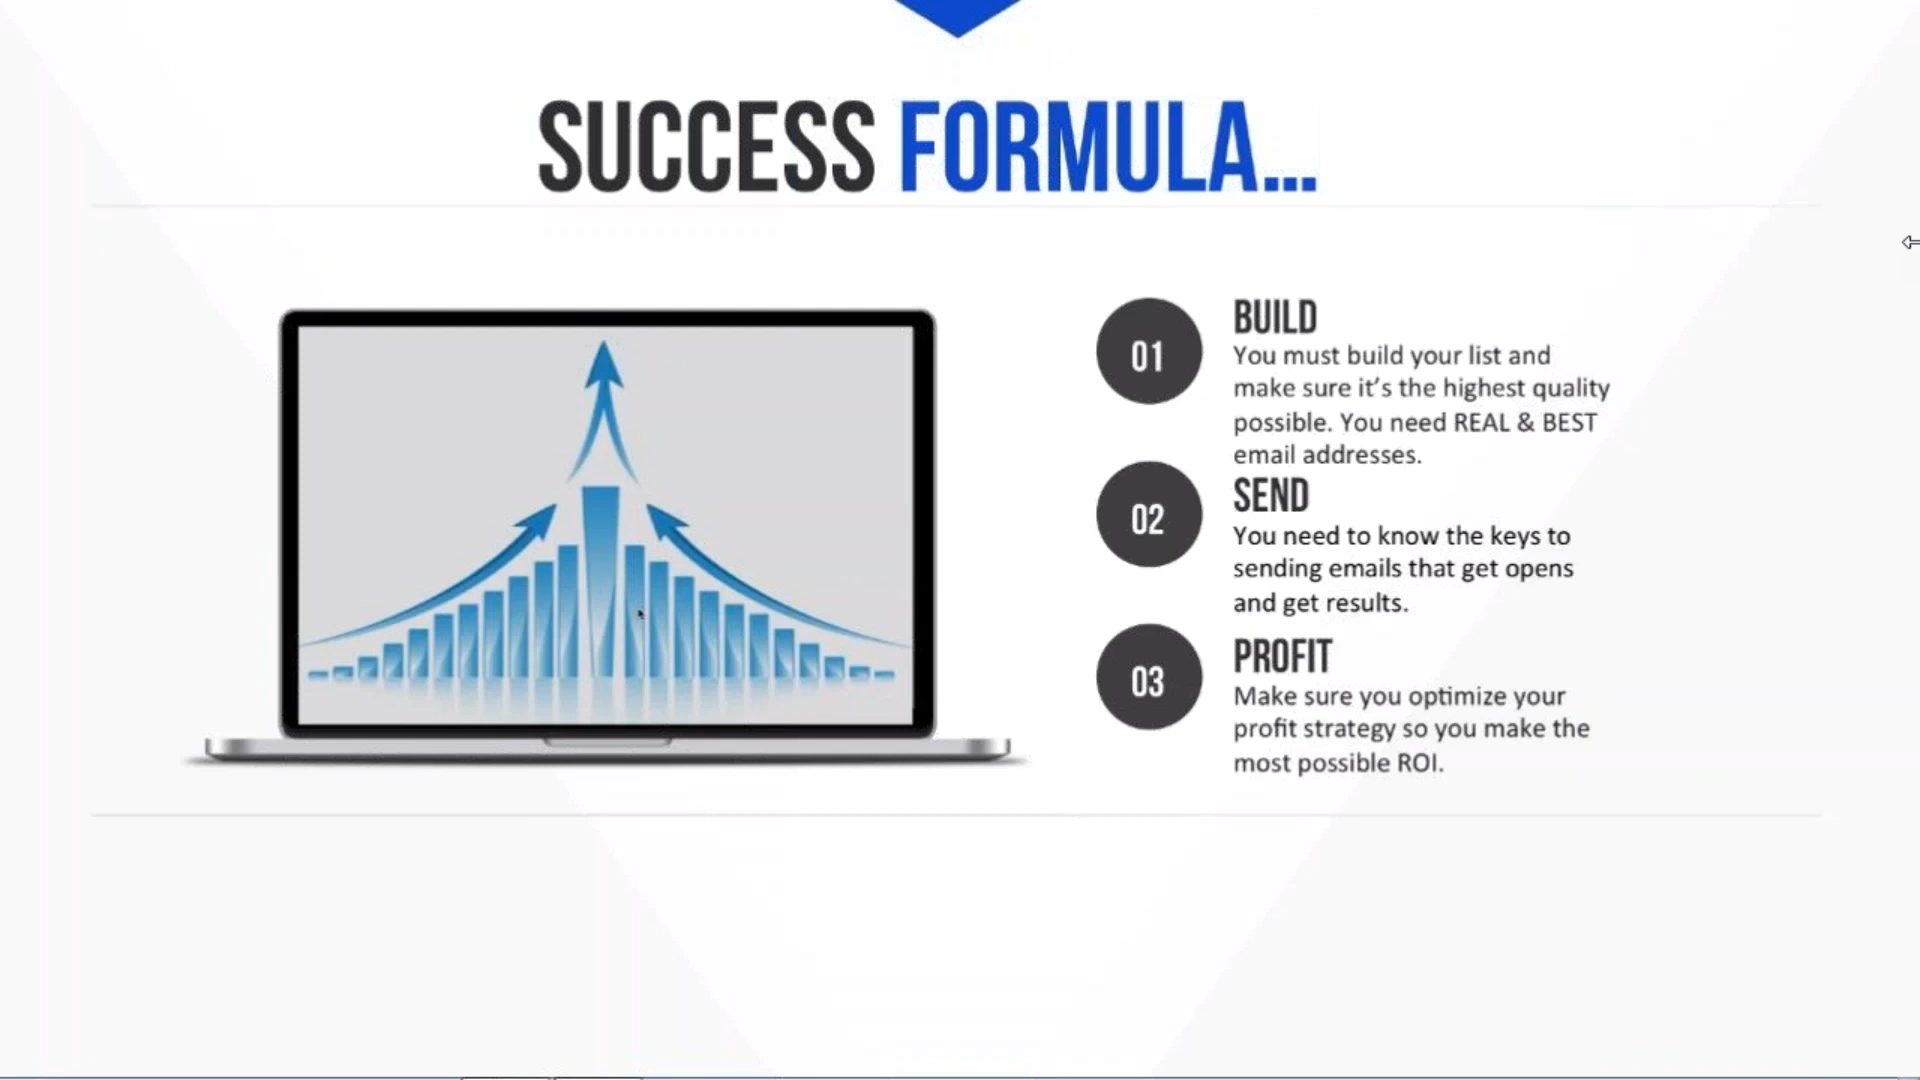 SUCCESS FORMULA...
01
BUILD
You must build your list and
make sure it’s the highest quality
possible. You need REAL & BEST
email addresses.
02
SEND
You need to know the keys to
sending emails that get opens
and get results.
03
PROFIT
Make sure you optimize your
profit strategy so you make the
most possible ROI.